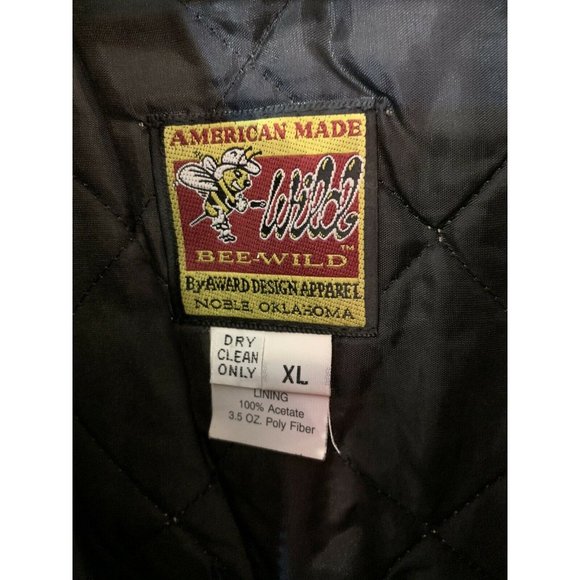 AMERICAN MADE
Wild
BEE-WILD™
By AWARD DESIGN APPAREL
NOBLE, OKLAHOMA
DRY
CLEAN
ONLY
XL
LINING
100% Acetate
3.5 OZ. Poly Fiber